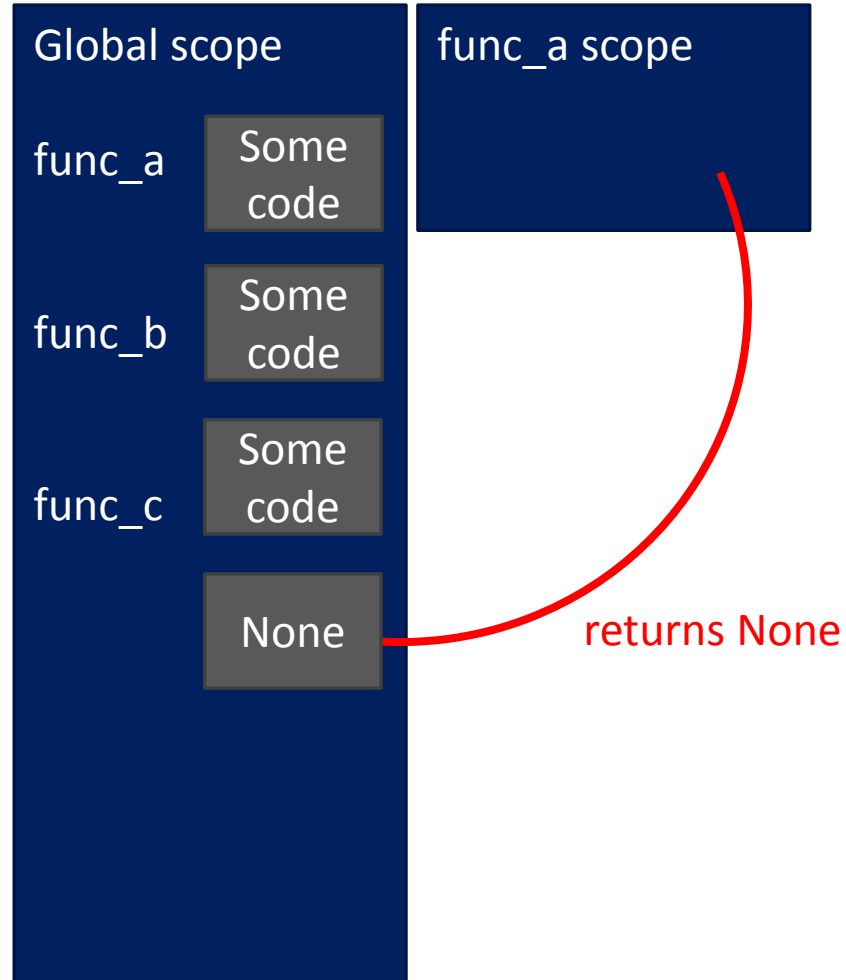 Global scope
func_a scope
func_a
Some
code
func_b
Some
code
func_c
Some
code
None
returns None